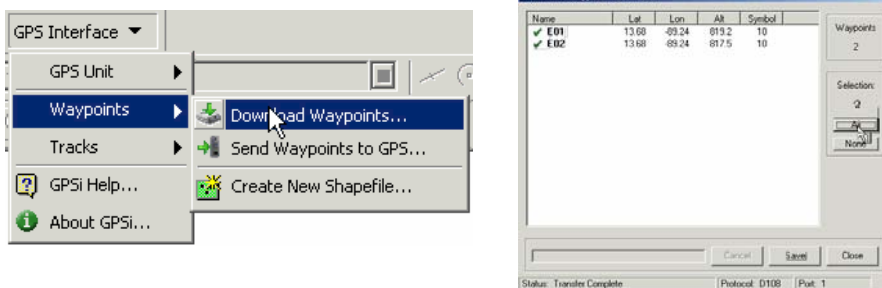 GPS Interface
GPS Unit
Waypoints
Tracks
GPSi Help...
About GPSi...
Download Waypoints...
Send Waypoints to GPS...
Create New Shapefile...
Name Lat Lon Alt Symbol
E01 13.68 -89.24 819.2 10
E02 13.68 -89.24 817.5 10
Waypoints
2
Selection:
2
All
None
Cancel Save! Close
Status: Transfer Complete Protocol: D108 Port: 1